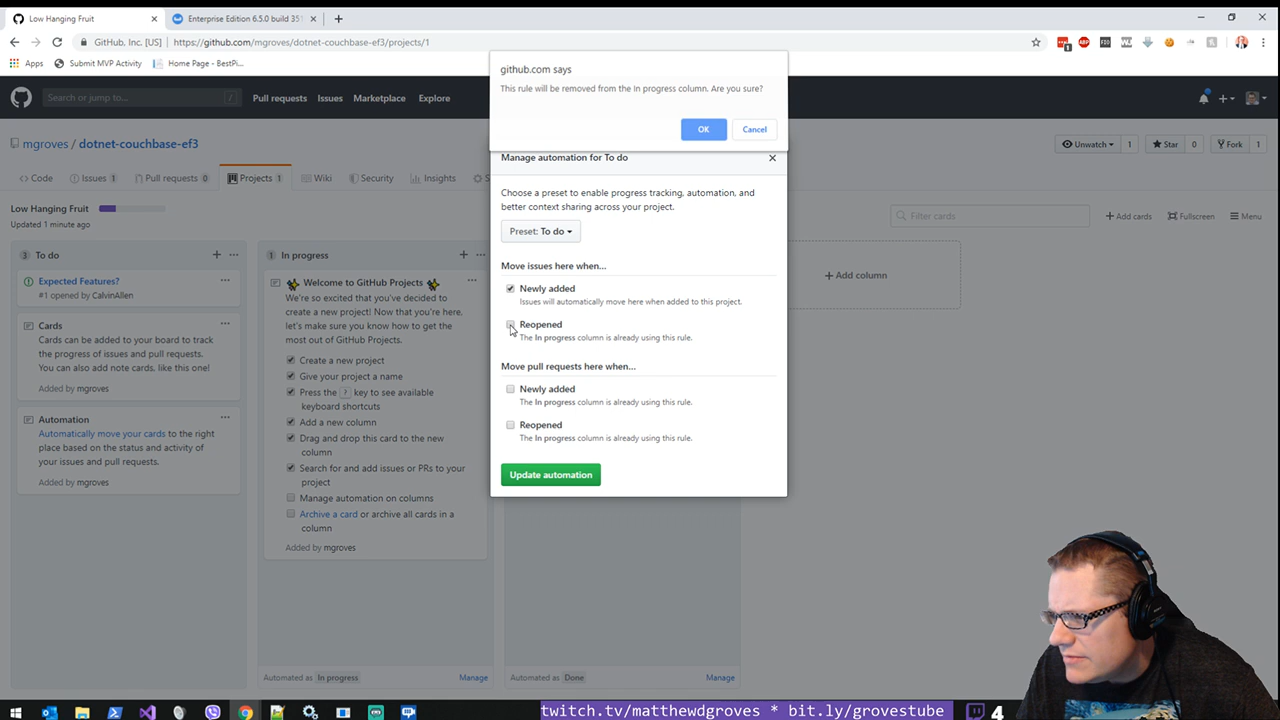 Low Hanging Fruit
Enterprise Edition 6.5.0 build 351
GitHub, Inc. [US]
https://github.com/mgroves/dotnet-couchbase-ef3/projects/1
Apps
Submit MVP Activity
Home Page - BestPi...
github.com says
This rule will be removed from the In progress column. Are you sure?
OK
Cancel
Search or jump to...
/
Pull requests
Issues
Marketplace
Explore
mgroves / dotnet-couchbase-ef3
Unwatch
1
Star
0
Fork
1
Code
Issues 1
Pull requests 0
Projects 1
Wiki
Security
Insights
Low Hanging Fruit
Updated 1 minute ago
Filter cards
Add cards
Fullscreen
Menu
3 To do
Expected Features?
#1 opened by CalvinAllen
Cards
Cards can be added to your board to
track the progress of issues and pull requests.
You can also add note cards, like this one!
Added by mgroves
Automation
Automatically move your cards to the right
place based on the status and activity of
your issues and pull requests.
Added by mgroves
1 In progress
Welcome to GitHub Projects
We're so excited that you've decided to
create a new project! Now that you're here,
let's make sure you know how to get the
most out of GitHub Projects.
Create a new project
Give your project a name
Press the ? key to see available
keyboard shortcuts
Add a new column
Drag and drop this card to the new
column
Search for and add issues or PRs to your
project
Manage automation on columns
Archive a card or archive all cards in a
column
Added by mgroves
Automated as In progress
Manage
Manage automation for To do
Choose a preset to enable progress tracking, automation, and
better context sharing across your project.
Preset: To do
Move issues here when...
Newly added
Issues will automatically move here when added to this project.
Reopened
The In progress column is already using this rule.
Move pull requests here when...
Newly added
The In progress column is already using this rule.
Reopened
The In progress column is already using this rule.
Update automation
Automated as Done
Manage
Add column
twitch.tv/matthewdgroves * bit.ly/grovestube
4